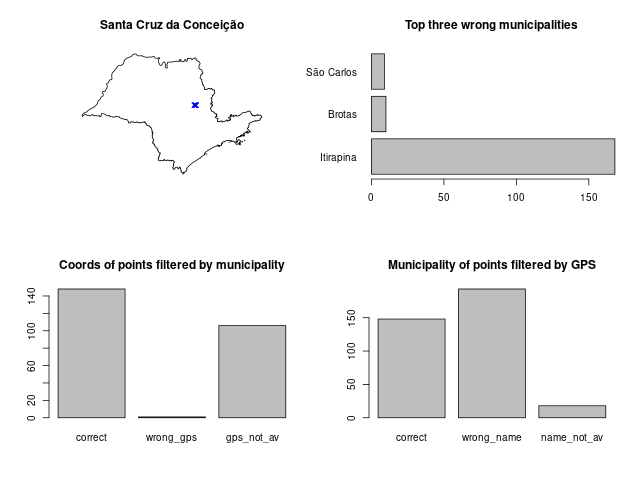 Santa Cruz da Conceição
Top three wrong municipalities
São Carlos
Brotas
Itirapina
0 50 100 150
Coords of points filtered by municipality
0 20 60 100 140
correct wrong_gps gps_not_av
Municipality of points filtered by GPS
0 50 100 150
correct wrong_name name_not_av